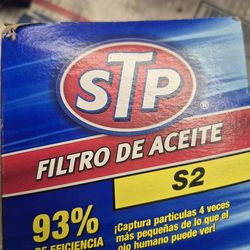 STP
®
FILTRO DE ACEITE
S2
93%
DE EFICIENCIA
¡Captura particulas 4 veces
más pequeñas de lo que el
ojo humano puede ver!